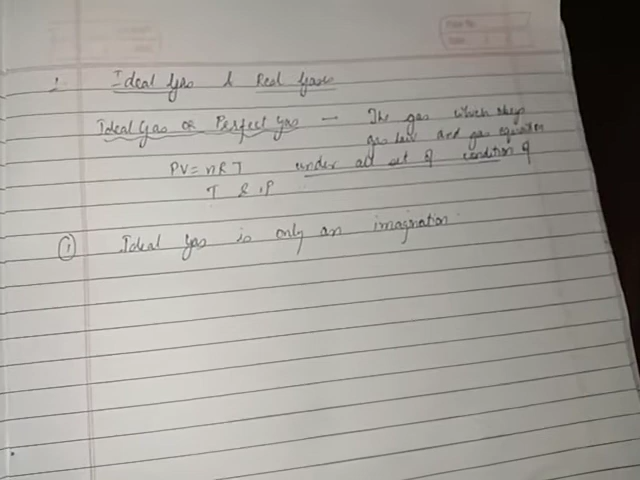 1. Ideal Gas & Real Gases
Ideal Gas or Perfect Gas — The gas which obeys
gas law and gas equation
PV = nRT under all set of condition of
T & P
① Ideal gas is only an imagination